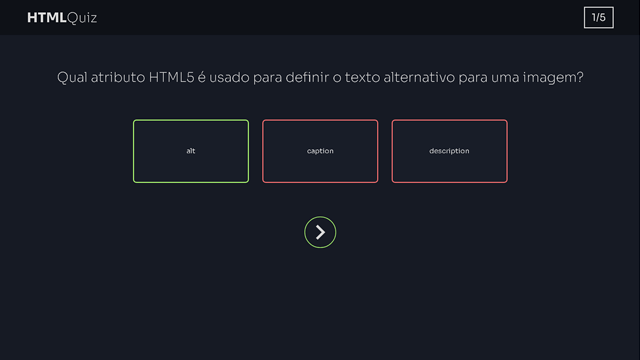 HTMLQuiz
1/5
Qual atributo HTML5 é usado para definir o texto alternativo para uma imagem?
alt
caption
description